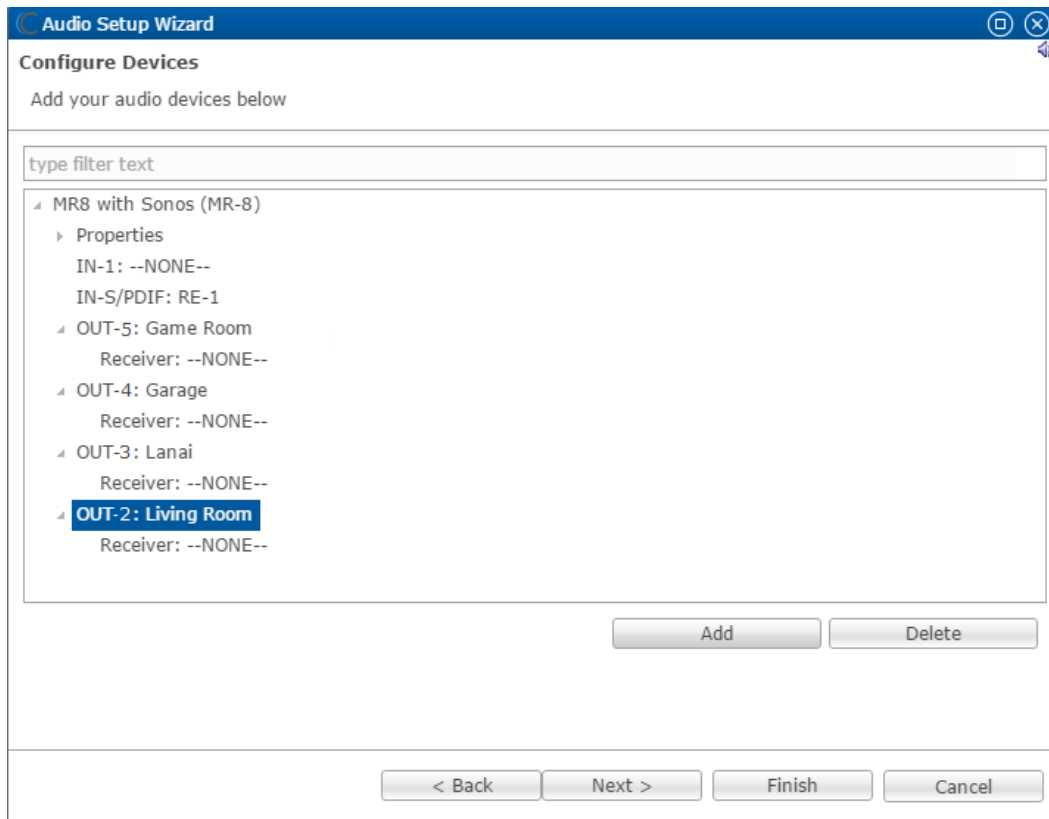 Audio Setup Wizard
Configure Devices
Add your audio devices below
type filter text
MR8 with Sonos (MR-8)
Properties
IN-1: --NONE--
IN-S/PDIF: RE-1
OUT-5: Game Room
Receiver: --NONE--
OUT-4: Garage
Receiver: --NONE--
OUT-3: Lanai
Receiver: --NONE--
OUT-2: Living Room
Receiver: --NONE--
Add Delete
< Back Next > Finish Cancel